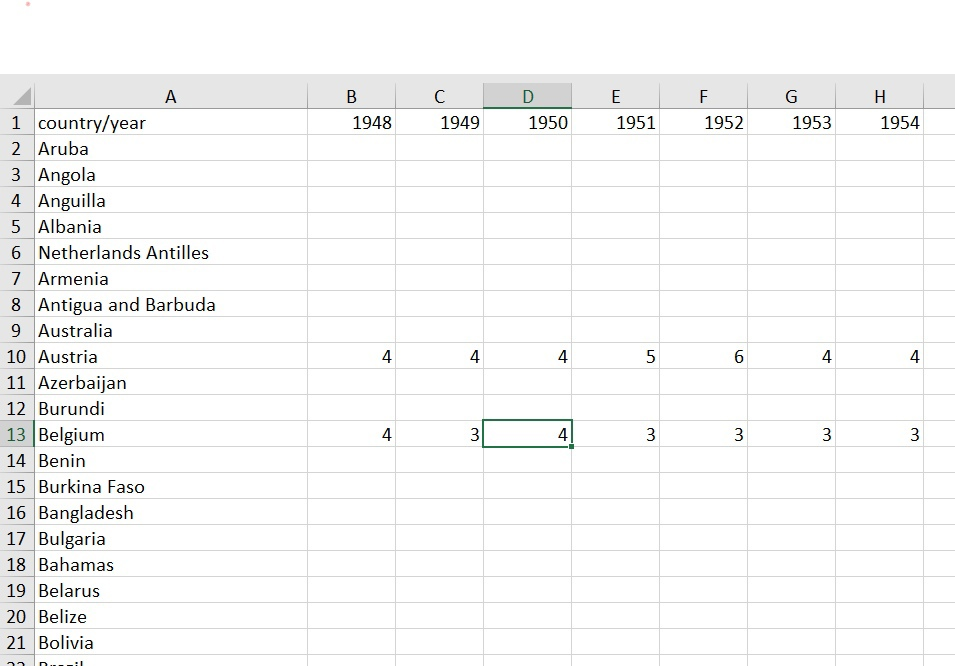 A B C D E F G H
1 country/year 1948 1949 1950 1951 1952 1953 1954
2 Aruba
3 Angola
4 Anguilla
5 Albania
6 Netherlands Antilles
7 Armenia
8 Antigua and Barbuda
9 Australia
10 Austria 4 4 4 5 6 4 4
11 Azerbaijan
12 Burundi
13 Belgium 4 3 4 3 3 3 3
14 Benin
15 Burkina Faso
16 Bangladesh
17 Bulgaria
18 Bahamas
19 Belarus
20 Belize
21 Bolivia